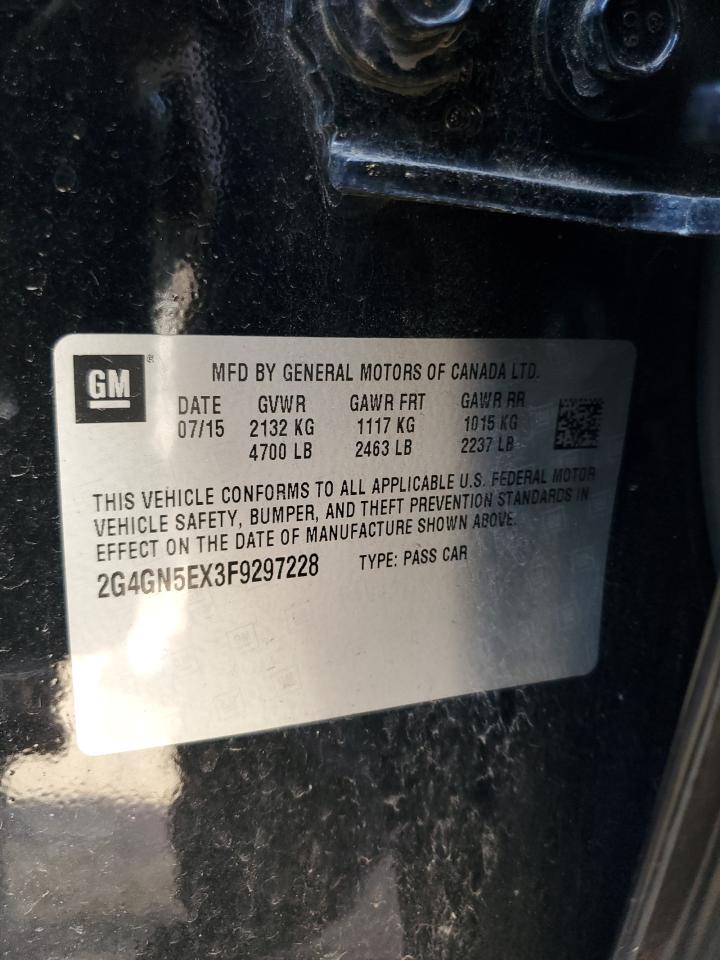 GM
MFD BY GENERAL MOTORS OF CANADA LTD.
DATE GVWR GAWR FRT GAWR RR
07/15 2132 KG 1117 KG 1015 KG
4700 LB 2463 LB 2237 LB
THIS VEHICLE CONFORMS TO ALL APPLICABLE U.S. FEDERAL MOTOR
VEHICLE SAFETY, BUMPER, AND THEFT PREVENTION STANDARDS IN
EFFECT ON THE DATE OF MANUFACTURE SHOWN ABOVE.
2G4GN5EX3F9297228 TYPE: PASS CAR